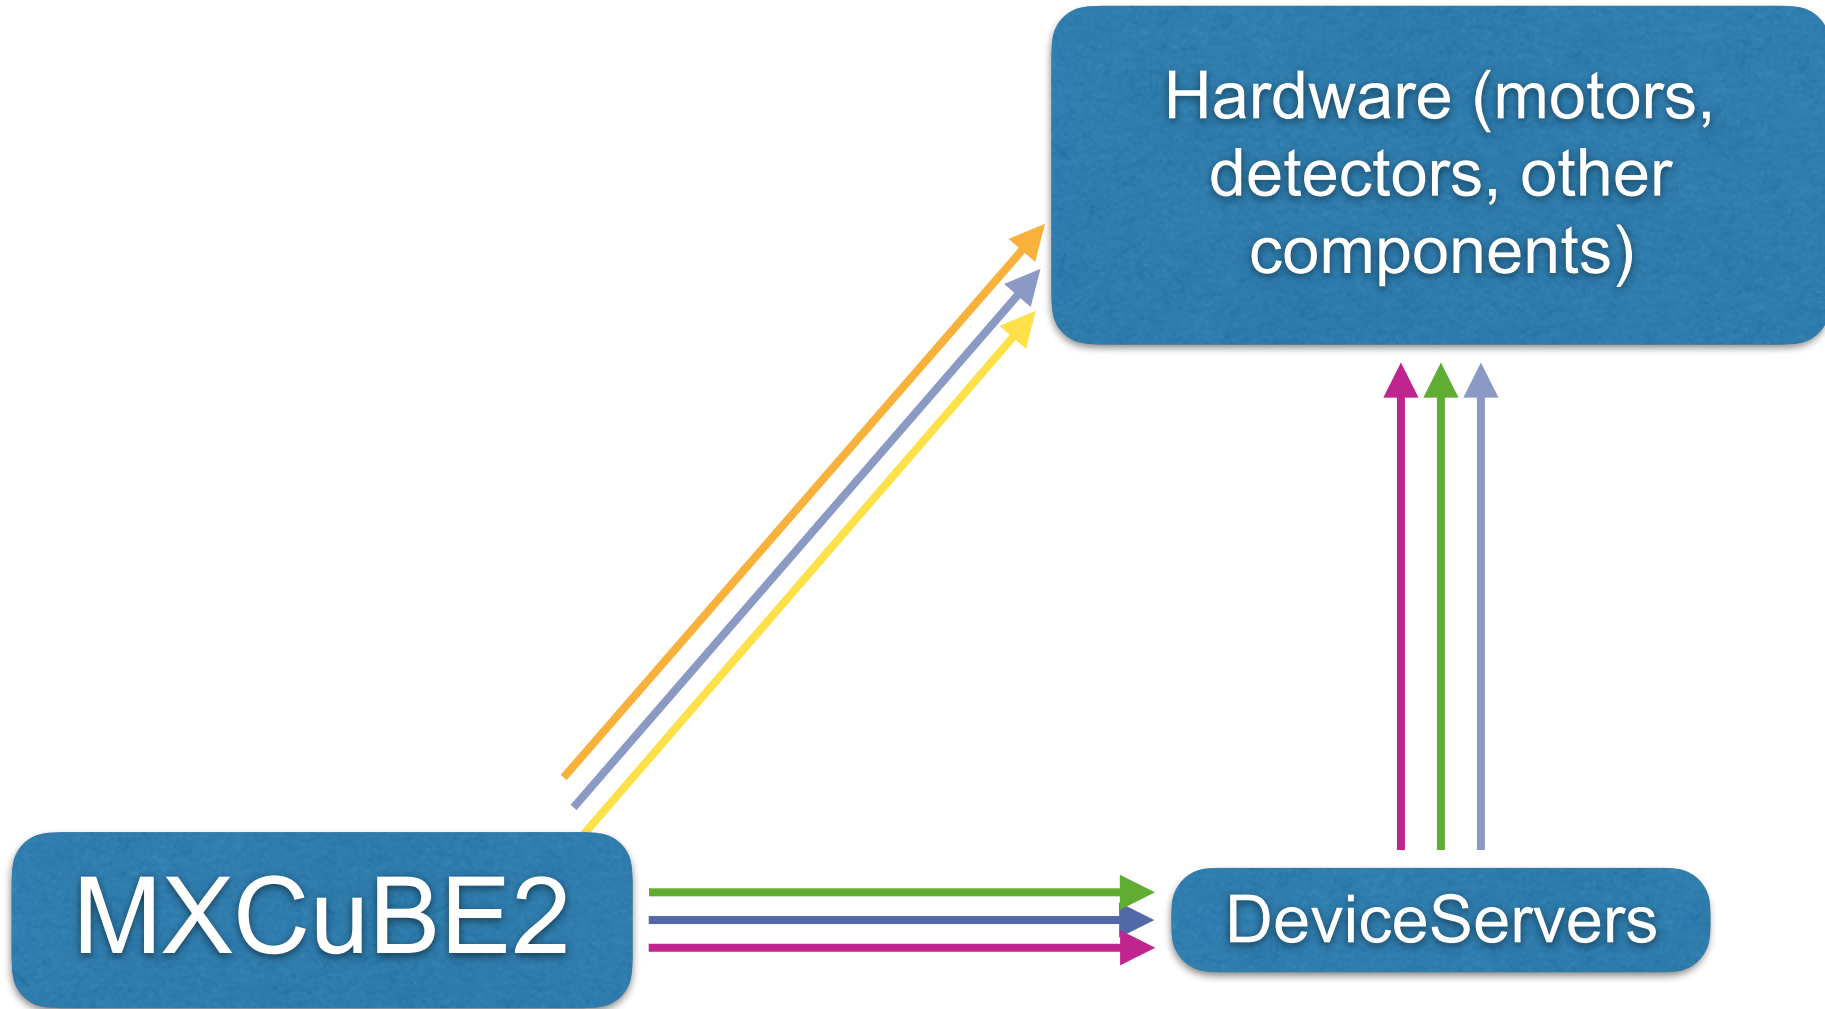 Hardware (motors,
detectors, other
components)
MXCuBE2
DeviceServers